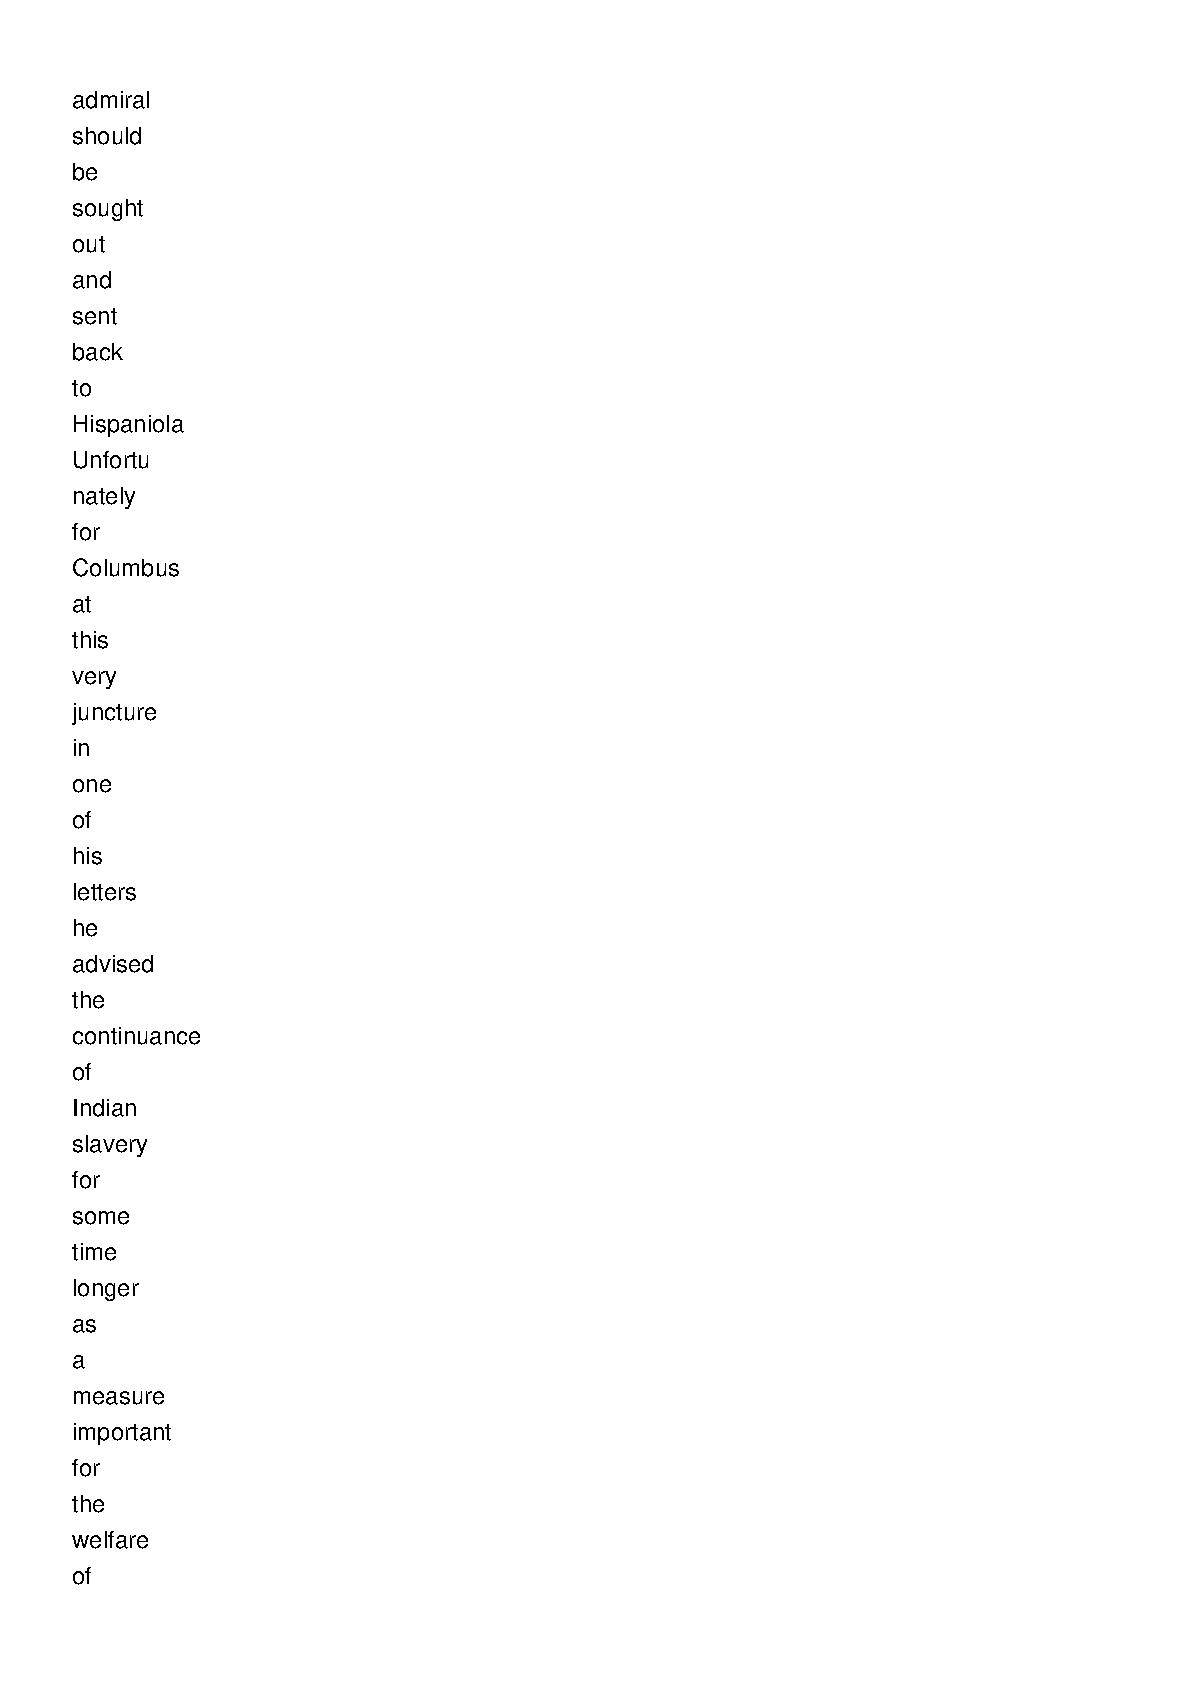 admiral
should
be
sought
out
and
sent
back
to
Hispaniola
Unfortu
nately
for
Columbus
at
this
very
juncture
in
one
of
his
letters
he
advised
the
continuance
of
Indian
slavery
for
some
time
longer
as
a
measure
important
for
the
welfare
of